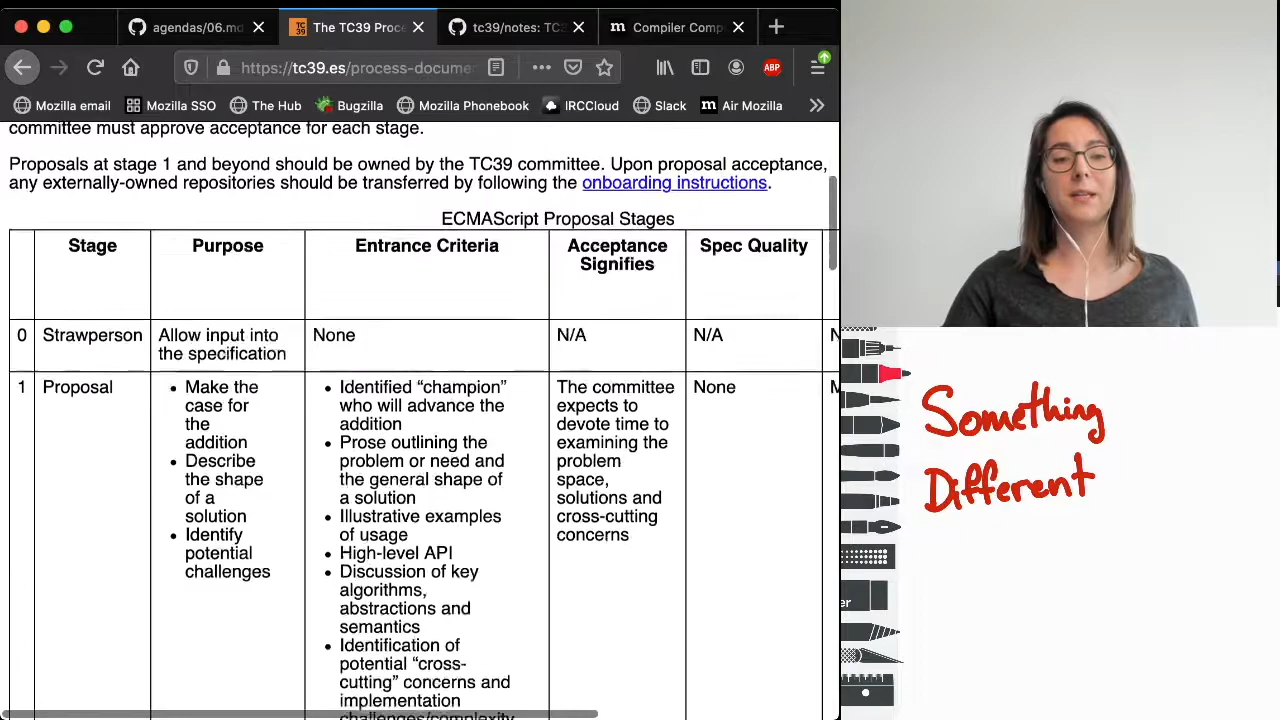 agendas/06.md
The TC39 Proce
tc39/notes: TC3
Compiler Comp
https://tc39.es/process-docume
ABP
Mozilla email
Mozilla SSO
The Hub
Bugzilla
Mozilla Phonebook
IRCCloud
Slack
Air Mozilla
committee must approve acceptance for each stage.
Proposals at stage 1 and beyond should be owned by the TC39 committee. Upon proposal acceptance,
any externally-owned repositories should be transferred by following the onboarding instructions.
ECMAScript Proposal Stages
Stage
Purpose
Entrance Criteria
Acceptance
Signifies
Spec Quality
0
Strawperson
Allow input into
the specification
None
N/A
N/A
N
1
Proposal
• Make the
case for
the
addition
• Describe
the shape
of a
solution
• Identify
potential
challenges
• Identified “champion”
who will advance the
addition
• Prose outlining the
problem or need and
the general shape of
a solution
• Illustrative examples
of usage
• High-level API
• Discussion of key
algorithms,
abstractions and
semantics
• Identification of
potential “cross-
cutting” concerns and
implementation
challenges/complexity
The committee
expects to
devote time to
examining the
problem
space,
solutions and
cross-cutting
concerns
None
M
Something
Different
er